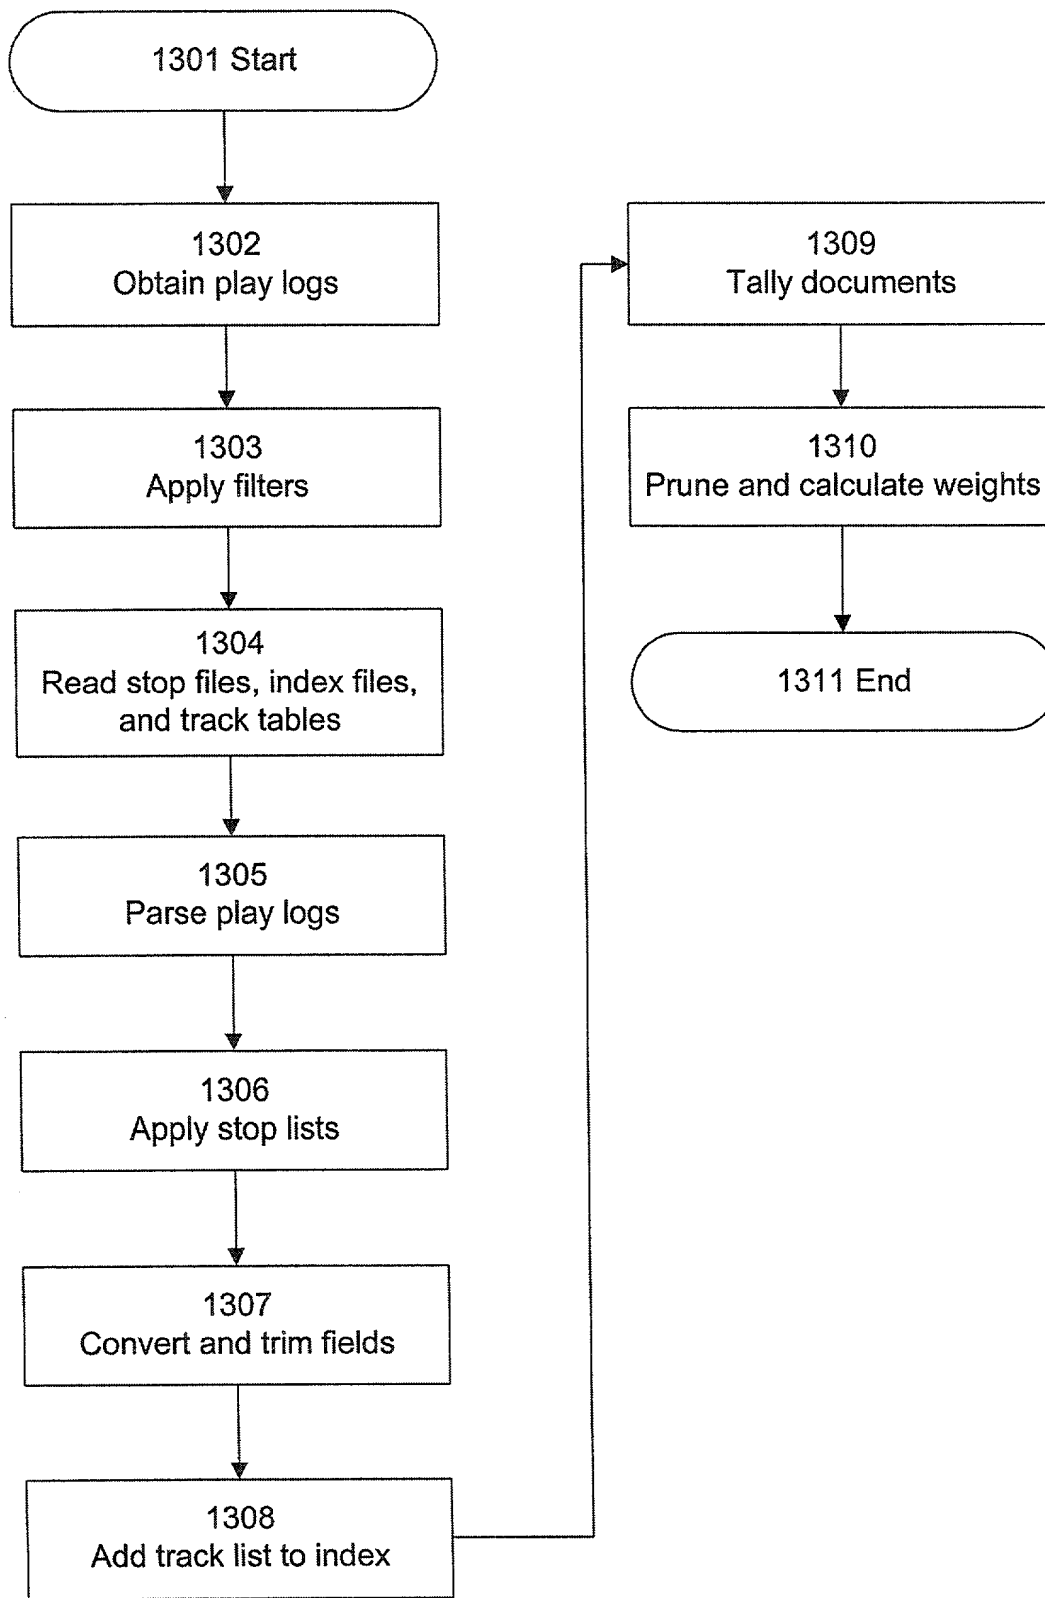 1301 Start
1302
Obtain play logs
1303
Apply filters
1304
Read stop files, index files,
and track tables
1305
Parse play logs
1306
Apply stop lists
1307
Convert and trim fields
1308
Add track list to index
1309
Tally documents
1310
Prune and calculate weights
1311 End